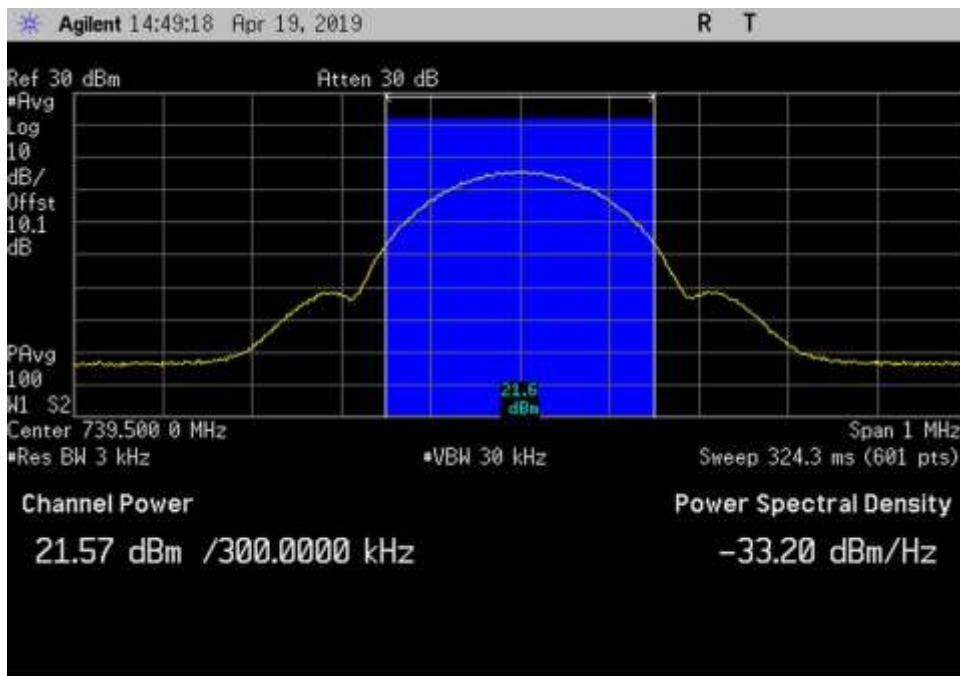 Agilent 14:49:18 Apr 19, 2019 R T
Ref 30 dBm Atten 30 dB
#Avg
Log
10
dB/
Offst
10.1
dB
PAvg
100
W1 S2
21.6
dBm
Center 739.500 0 MHz Span 1 MHz
#Res BW 3 kHz #VBW 30 kHz Sweep 324.3 ms (601 pts)
Channel Power Power Spectral Density
21.57 dBm /300.0000 kHz -33.20 dBm/Hz